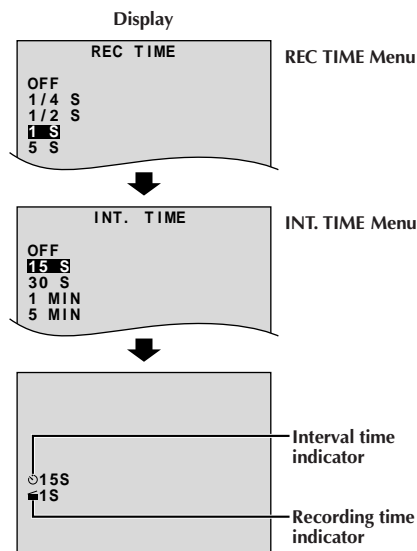 Display
REC TIME
REC TIME Menu
OFF
1/4 S
1/2 S
1 S
5 S
INT. TIME
INT. TIME Menu
OFF
15 S
30 S
1 MIN
5 MIN
15S
1S
Interval time
indicator
Recording time
indicator